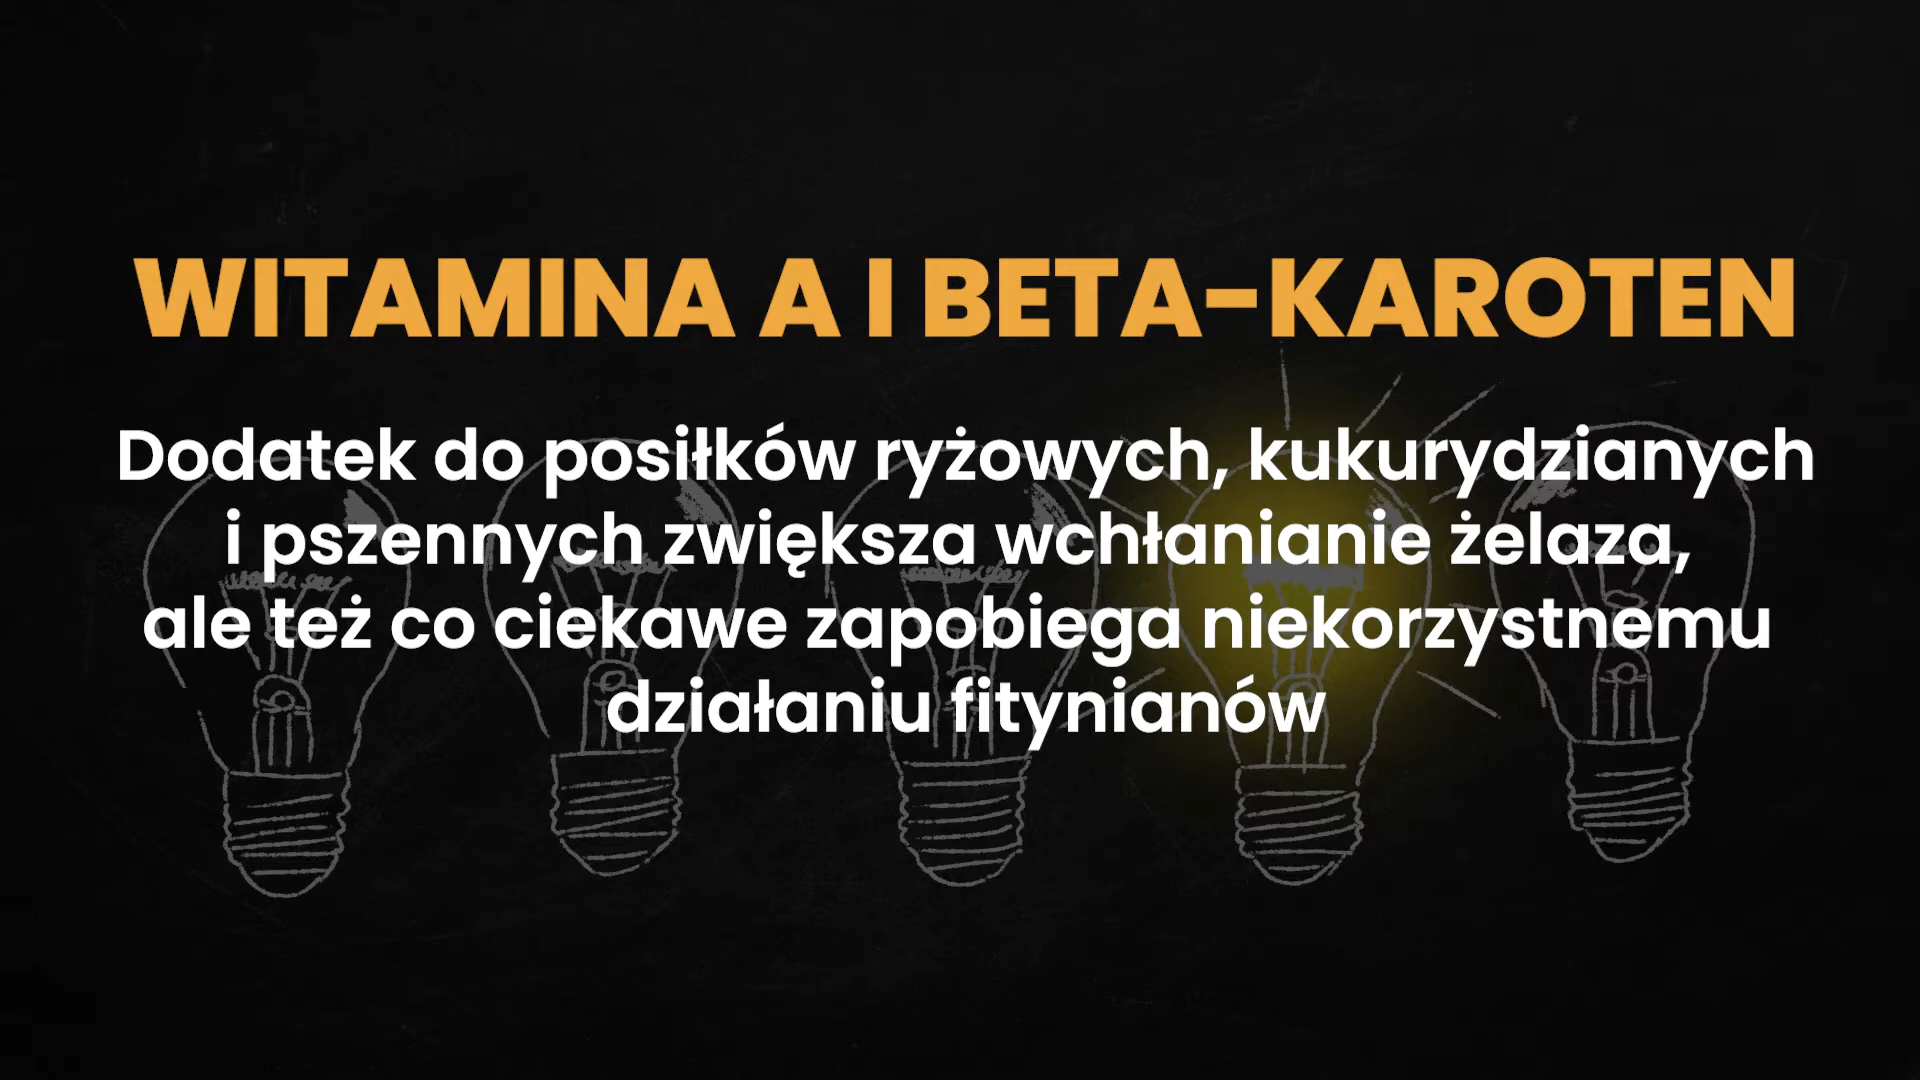 WITAMINA A I BETA-KAROTEN
Dodatek do posiłków ryżowych, kukurydzianych
i pszennych zwiększa wchłanianie żelaza,
ale też co ciekawe zapobiega niekorzystnemu
działaniu fitynianów